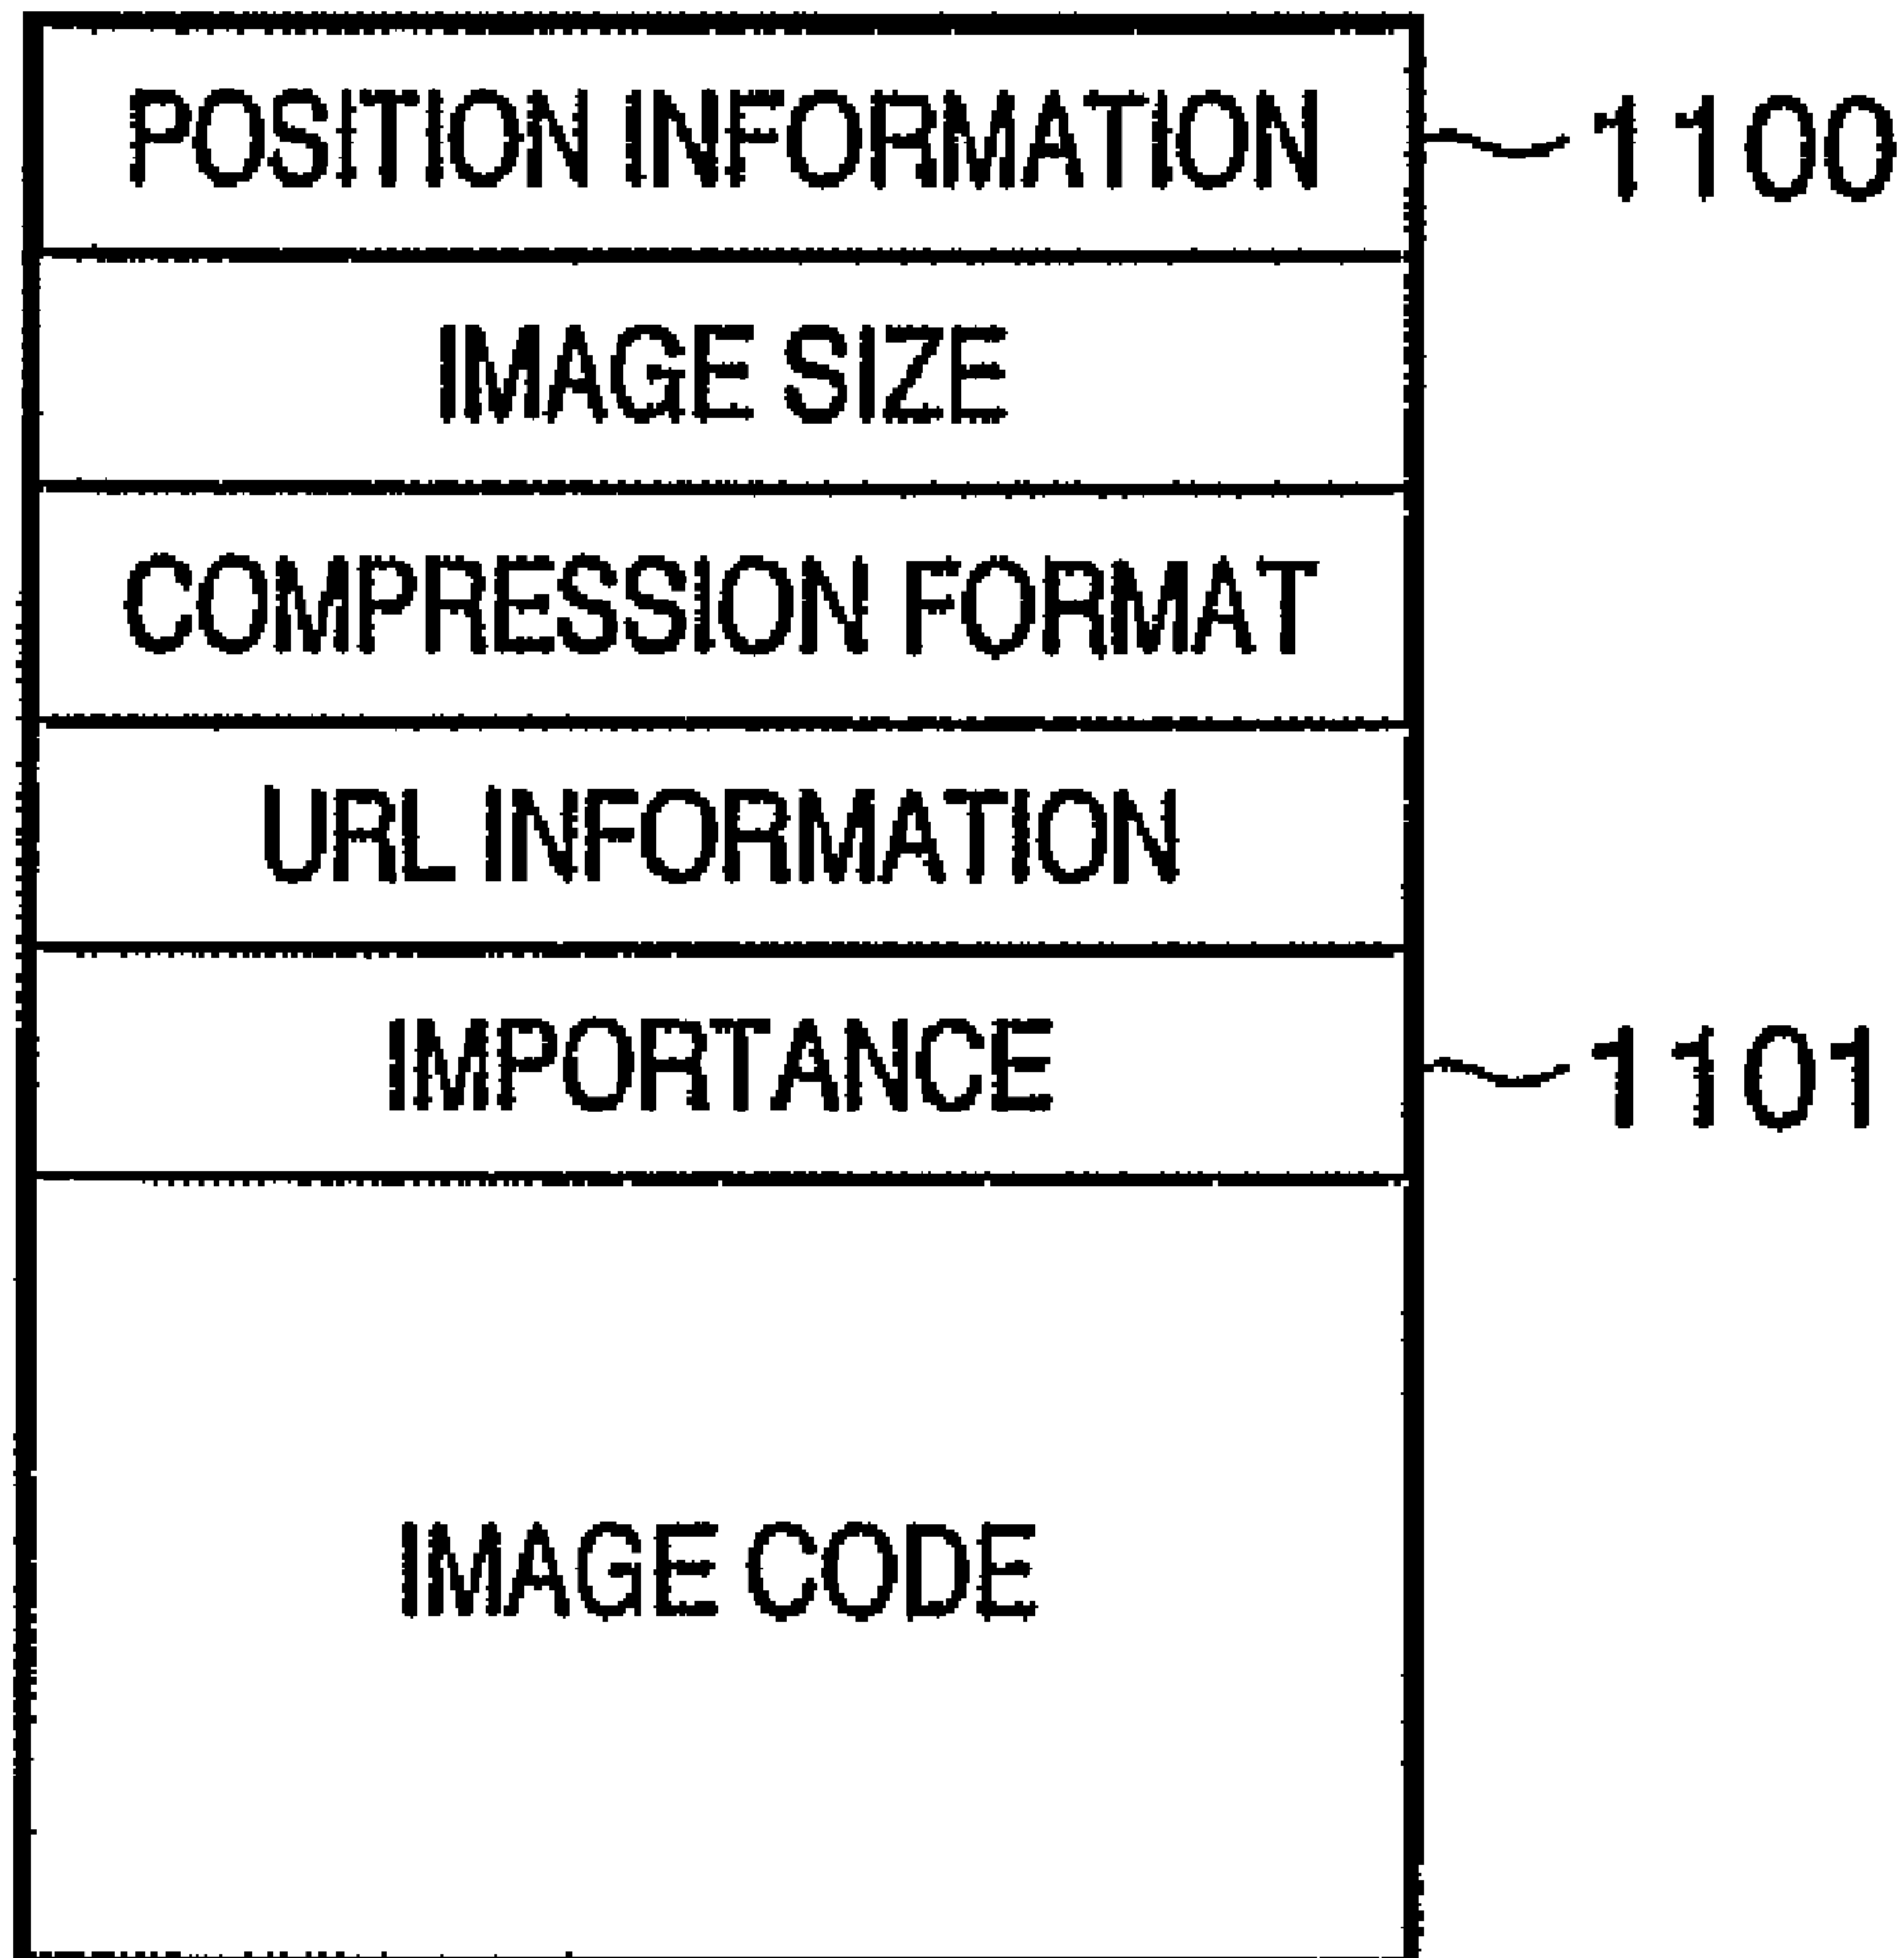 POSITION INFORMATION 1100
IMAGE SIZE
COMPRESSION FORMAT
URL INFORMATION
IMPORTANCE 1101
IMAGE CODE